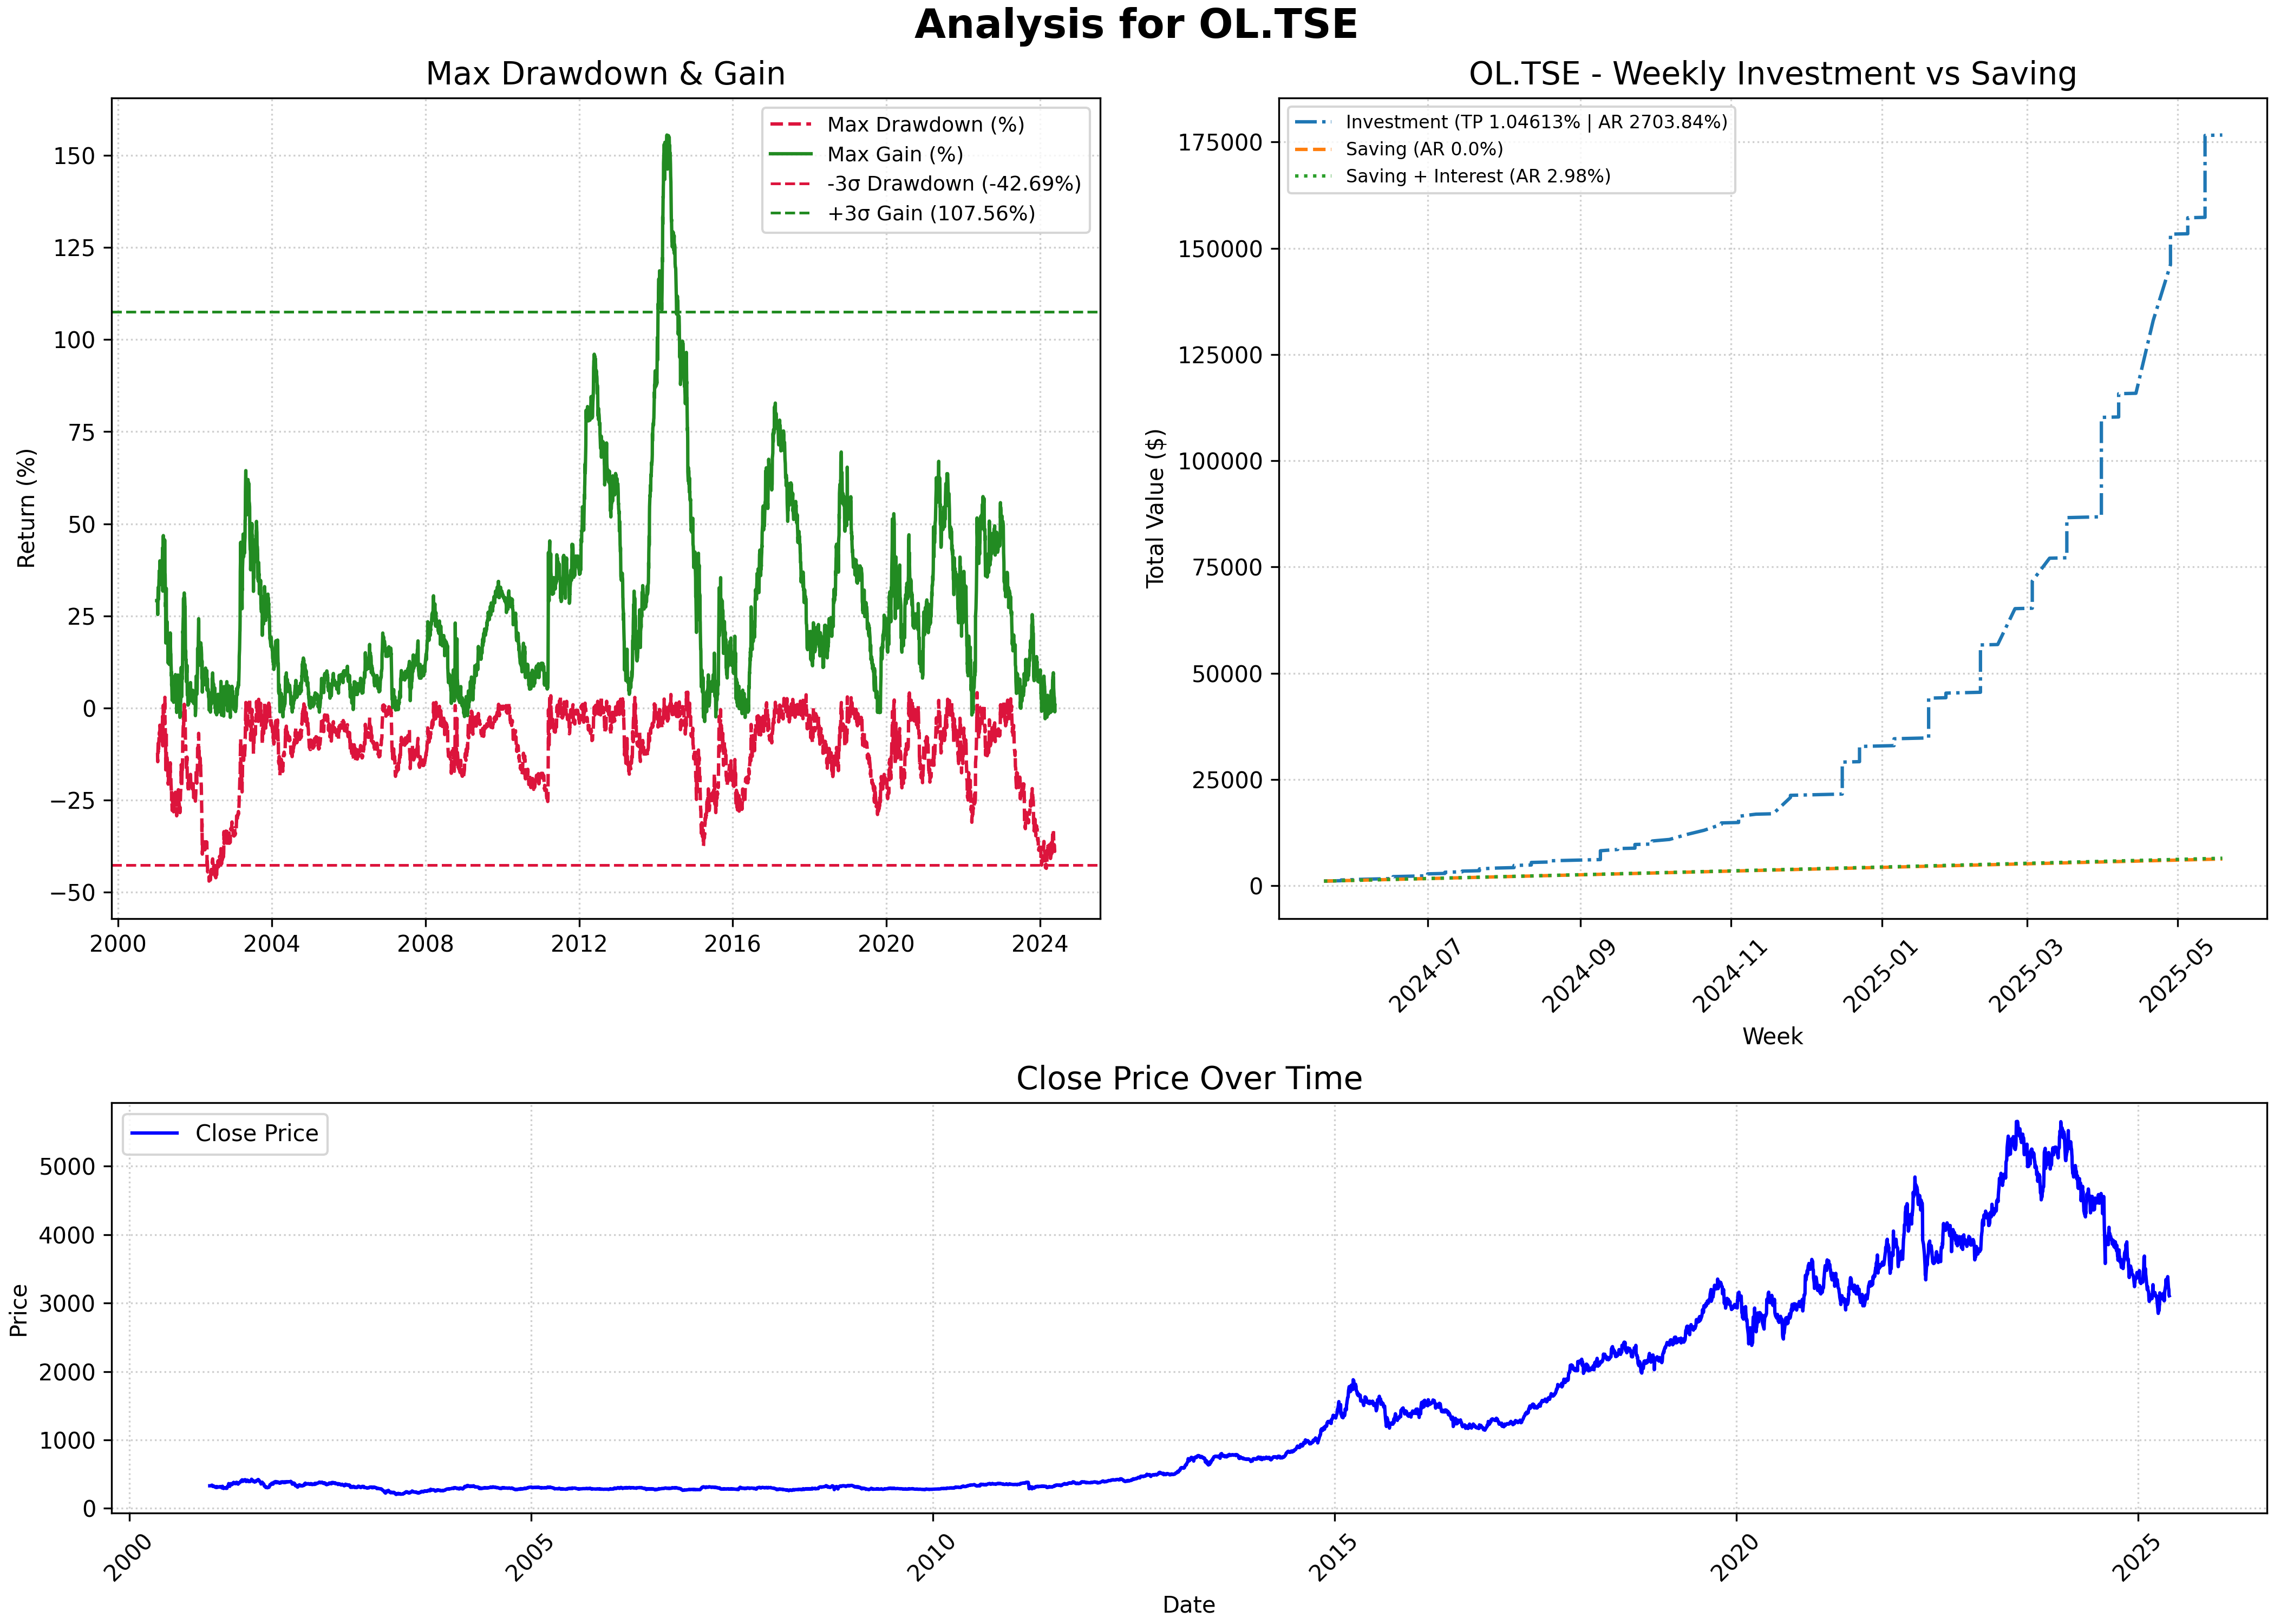 Analysis for OL.TSE
Max Drawdown & Gain
Return (%)
150
125
100
75
50
25
0
−25
−50
Max Drawdown (%)
Max Gain (%)
-3σ Drawdown (-42.69%)
+3σ Gain (107.56%)
2000 2004 2008 2012 2016 2020 2024
OL.TSE - Weekly Investment vs Saving
Total Value ($)
175000
150000
125000
100000
75000
50000
25000
0
Investment (TP 1.04613% | AR 2703.84%)
Saving (AR 0.0%)
Saving + Interest (AR 2.98%)
2024-07 2024-09 2024-11 2025-01 2025-03 2025-05
Week
Close Price Over Time
Price
5000
4000
3000
2000
1000
0
Close Price
2000 2005 2010 2015 2020 2025
Date